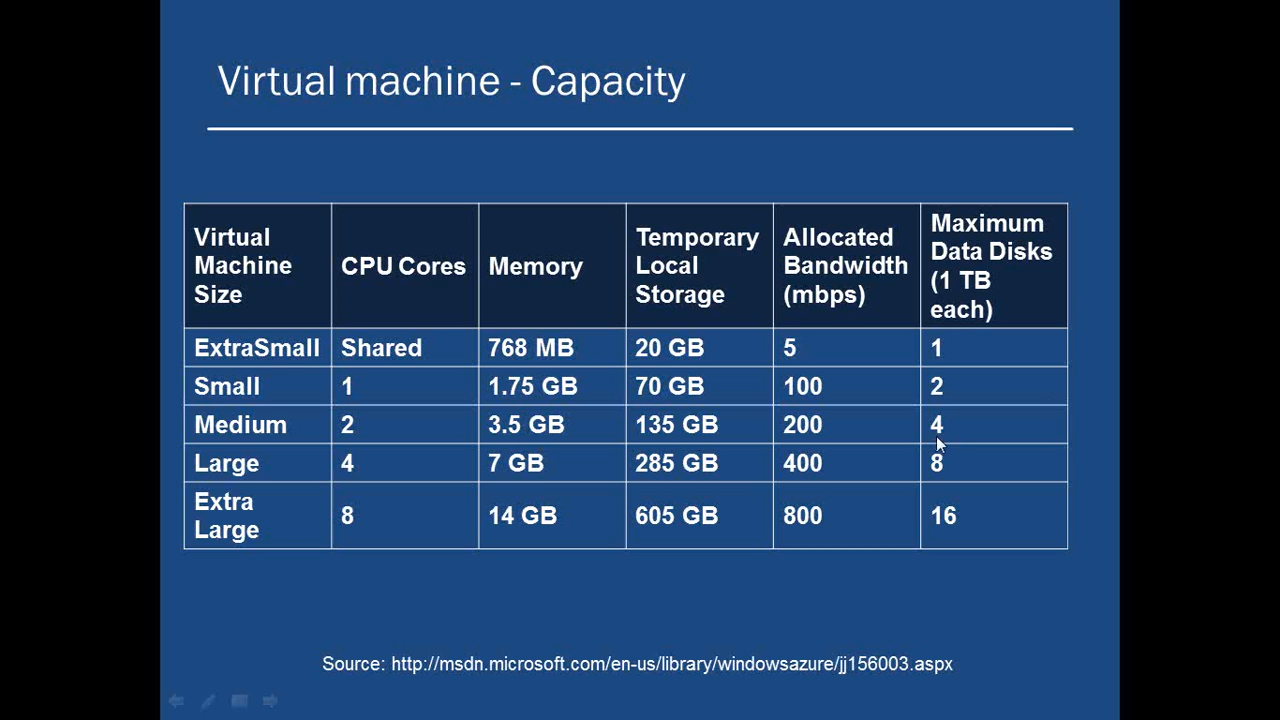 Virtual machine - Capacity
Virtual Machine Size
CPU Cores
Memory
Temporary Local Storage
Allocated Bandwidth (mbps)
Maximum Data Disks (1 TB each)
ExtraSmall Shared 768 MB 20 GB 5 1
Small 1 1.75 GB 70 GB 100 2
Medium 2 3.5 GB 135 GB 200 4
Large 4 7 GB 285 GB 400 8
Extra Large 8 14 GB 605 GB 800 16
Source: http://msdn.microsoft.com/en-us/library/windowsazure/jj156003.aspx